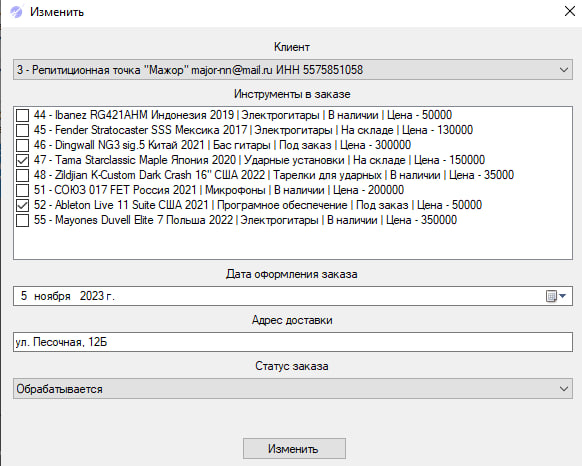 Изменить
Клиент
3 - Репитиционная точка "Мажор" major-nn@mail.ru ИНН 5575851058
Инструменты в заказе
44 - Ibanez RG421AHM Индонезия 2019 | Электрогитары | В наличии | Цена - 50000
45 - Fender Stratocaster SSS Мексика 2017 | Электрогитары | На складе | Цена - 130000
46 - Dingwall NG3 sig.5 Китай 2021 | Бас гитары | Под заказ | Цена - 300000
47 - Tama Starclassic Maple Япония 2020 | Ударные установки | На складе | Цена - 150000
48 - Zildjian K-Custom Dark Crash 16" США 2022 | Тарелки для ударных | В наличии | Цена - 35000
51 - СОЮЗ 017 FET Россия 2021 | Микрофоны | В наличии | Цена - 200000
52 - Ableton Live 11 Suite США 2021 | Програмное обеспечение | Под заказ | Цена - 50000
55 - Mayones Duvell Elite 7 Польша 2022 | Электрогитары | В наличии | Цена - 350000
Дата оформления заказа
5 ноября 2023 г.
Адрес доставки
ул. Песочная, 12Б
Статус заказа
Обрабатывается
Изменить